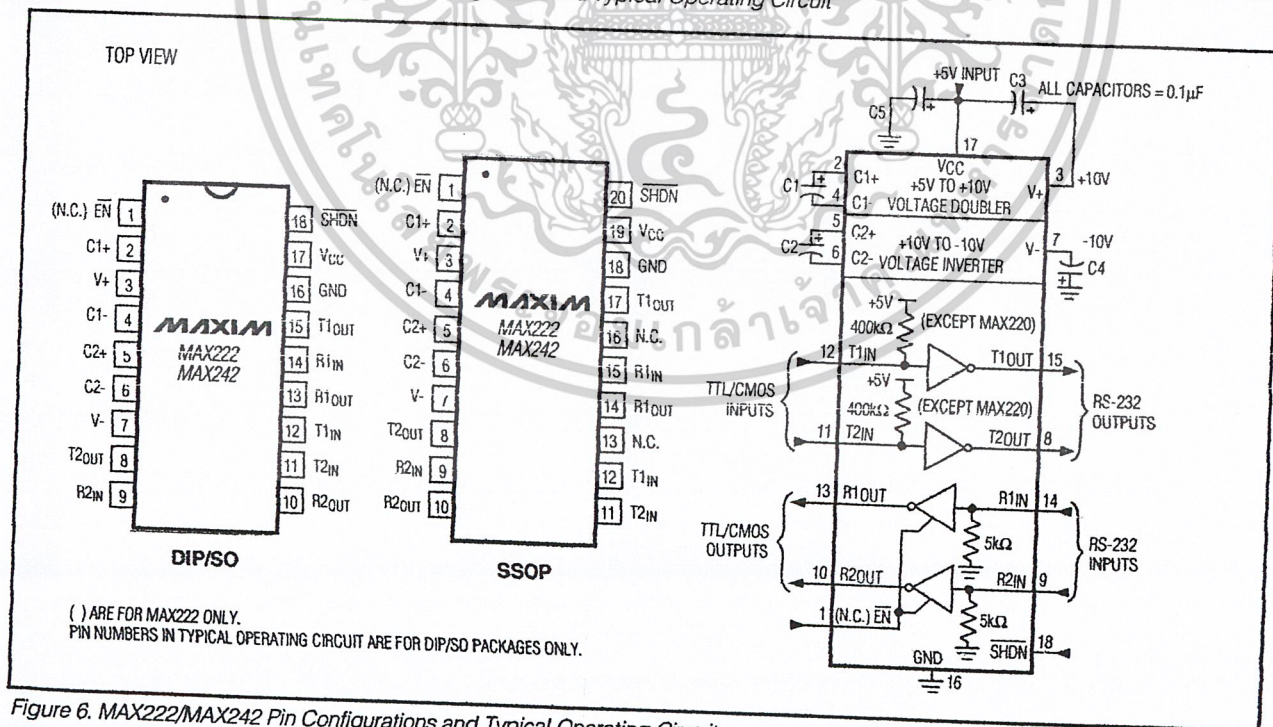 Typical Operating Circuit
TOP VIEW
(N.C.) EN 1
C1+ 2
V+ 3
C1- 4
C2+ 5
C2- 6
V- 7
T2OUT 8
R2IN 9
18 SHDN
17 VCC
16 GND
15 T1OUT
14 R1IN
13 R1OUT
12 T1IN
11 T2IN
10 R2OUT
MAXIM
MAX222
MAX242
DIP/SO
(N.C.) EN 1
C1+ 2
V+ 3
C1- 4
C2+ 5
C2- 6
V- 7
T2OUT 8
R2IN 9
R2OUT 10
20 SHDN
19 VCC
18 GND
17 T1OUT
16 N.C.
15 R1IN
14 R1OUT
13 N.C.
12 T1IN
11 T2IN
MAXIM
MAX222
MAX242
SSOP
+5V INPUT
C3
ALL CAPACITORS = 0.1µF
C5
17
VCC
2 C1+
C1
4 C1-
+5V TO +10V
VOLTAGE DOUBLER
V+ 3 +10V
5 C2+
C2
6 C2-
+10V TO -10V
VOLTAGE INVERTER
V- 7 -10V
C4
+5V
400kΩ
(EXCEPT MAX220)
12 T1IN
T1OUT 15
TTL/CMOS
INPUTS
+5V
400kΩ
(EXCEPT MAX220)
RS-232
OUTPUTS
11 T2IN
T2OUT 8
13 R1OUT
R1IN 14
TTL/CMOS
OUTPUTS
5kΩ
RS-232
INPUTS
10 R2OUT
R2IN 9
1 (N.C.) EN
5kΩ
SHDN 18
GND
16
( ) ARE FOR MAX222 ONLY.
PIN NUMBERS IN TYPICAL OPERATING CIRCUIT ARE FOR DIP/SO PACKAGES ONLY.
Figure 6. MAX222/MAX242 Pin Configurations and Typical Operating Circuit